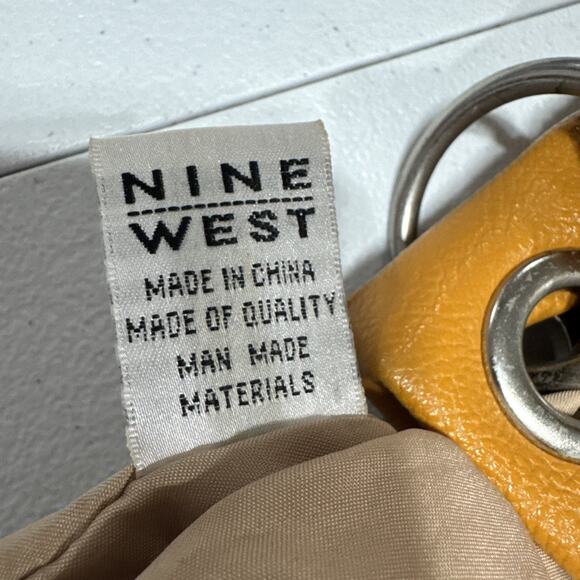 NINE
WEST
MADE IN CHINA
MADE OF QUALITY
MAN MADE
MATERIALS